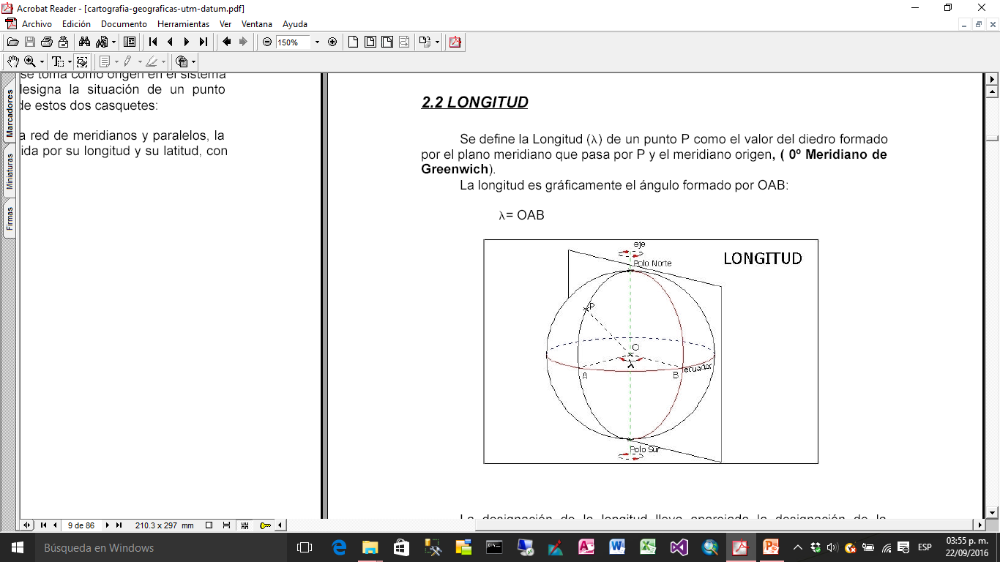 Acrobat Reader - [cartografia-geograficas-utm-datum.pdf]
Archivo Edición Documento Herramientas Ver Ventana Ayuda
150%
Marcadores
Miniaturas
Firmas
se toma como origen en el sistema
designa la situación de un punto
de estos dos casquetes:
a red de meridianos y paralelos, la
ida por su longitud y su latitud, con
2.2 LONGITUD
Se define la Longitud (λ) de un punto P como el valor del diedro formado
por el plano meridiano que pasa por P y el meridiano origen, ( 0º Meridiano de
Greenwich).
La longitud es gráficamente el ángulo formado por OAB:
λ= OAB
eje
LONGITUD
Polo Norte
P
O
λ
A
B
ecuador
Polo Sur
La designación de la longitud lleva aparejada la designación de la
9 de 86
210.3 x 297 mm
Búsqueda en Windows
ESP
03:55 p. m.
22/09/2016